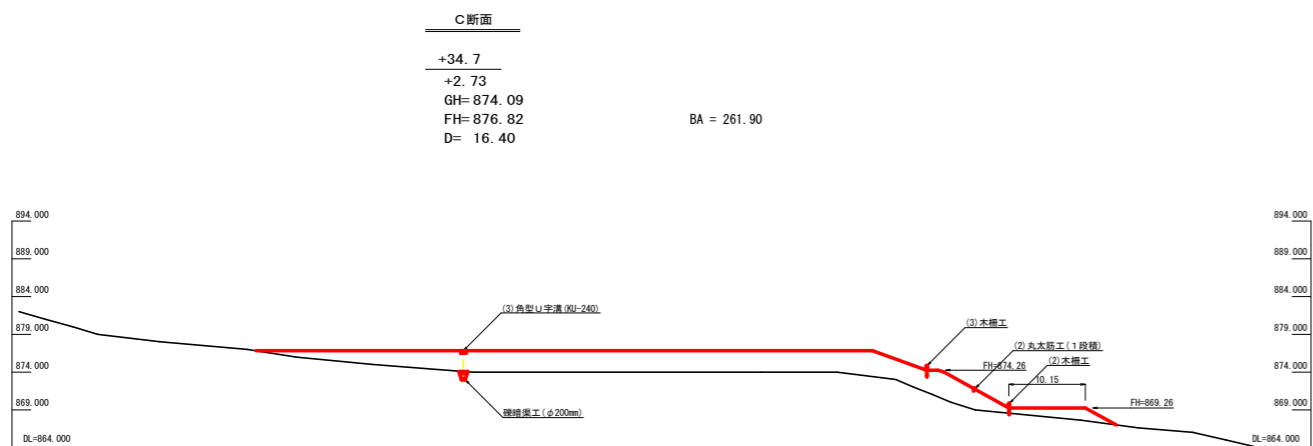 C断面
+34.7
+2.73
GH= 874.09
FH= 876.82
BA = 261.90
D= 16.40
894.000
894.000
889.000
889.000
884.000
884.000
(3)角型U字溝(KU-240)
(3)木柵工
879.000
879.000
(2)丸太筋工(1段積)
FH=874.26
(2)木柵工
874.000
874.000
10.15
礫暗渠工(φ200mm)
FH=869.26
869.000
869.000
DL=864.000
DL=864.000